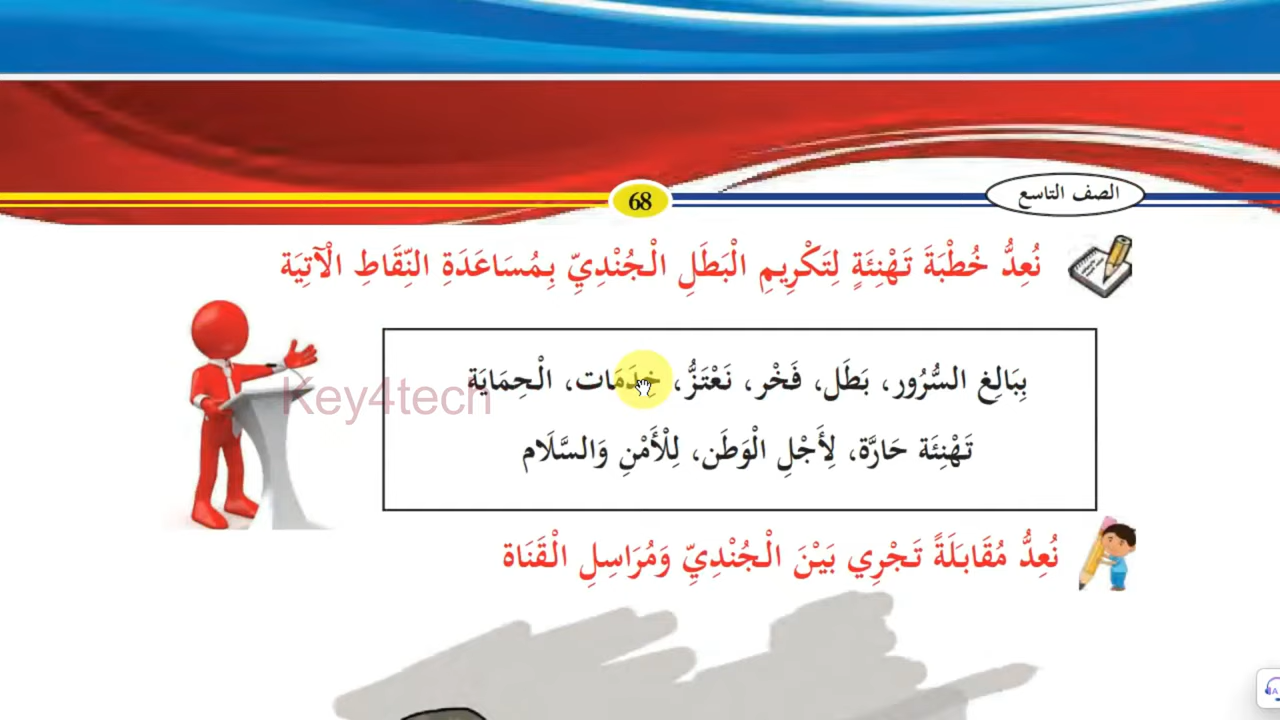 68
الصف التاسع
نُعِدُّ خُطْبَةَ تَهْنِئَةٍ لِتَكْرِيمِ الْبَطَلِ الْجُنْدِيِّ بِمُسَاعَدَةِ النِّقَاطِ الْآتِيَة
بِبَالِغِ السُّرُور، بَطَل، فَخْر، نَعْتَزُّ، خِدَمَات، الْحِمَايَة
Key4tech
تَهْنِئَة حَارَّة، لِأَجْلِ الْوَطَن، لِلْأَمْنِ وَالسَّلَام
نُعِدُّ مُقَابَلَةً تَجْرِي بَيْنَ الْجُنْدِيِّ وَمُرَاسِلِ الْقَنَاة